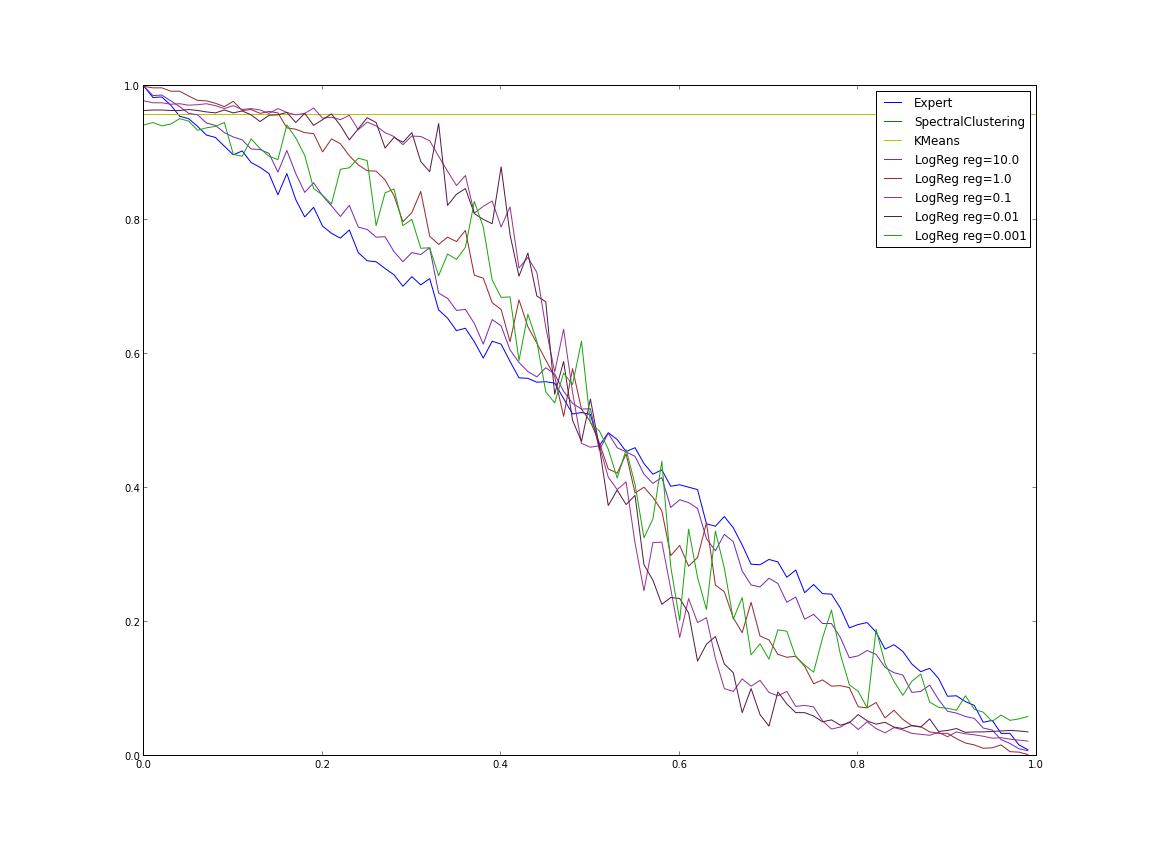 1.0
0.8
0.6
0.4
0.2
0.0
0.0
0.2
0.4
0.6
0.8
1.0
Expert
SpectralClustering
KMeans
LogReg reg=10.0
LogReg reg=1.0
LogReg reg=0.1
LogReg reg=0.01
LogReg reg=0.001